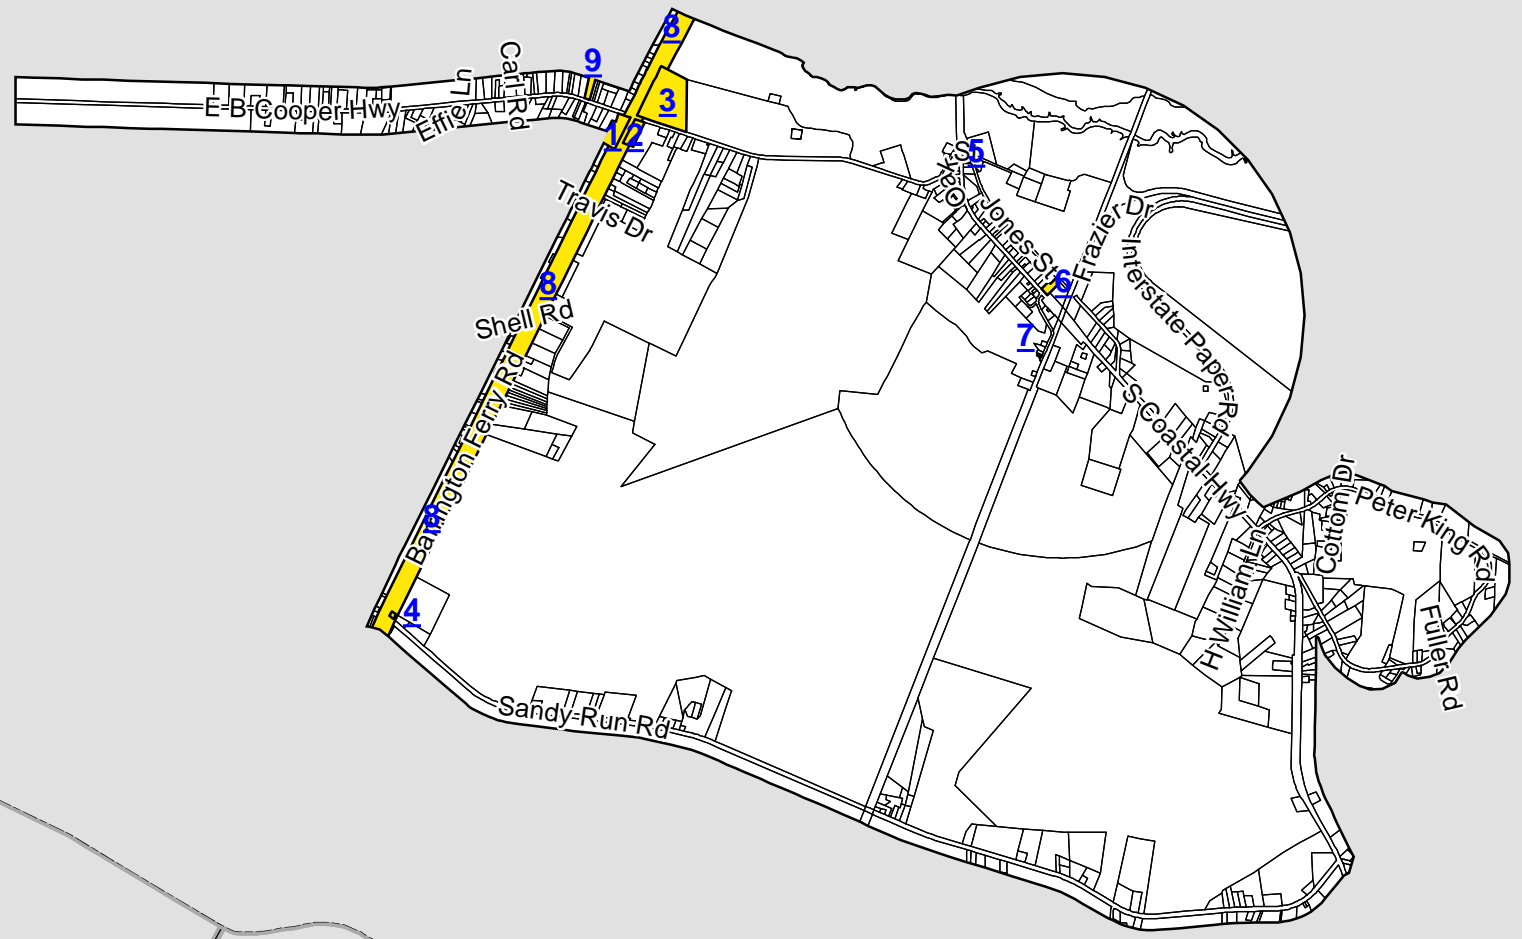 8
9
3
E B Cooper Hwy
Effie Ln
Carl Rd
1
2
S
5
Oak
Travis Dr
Jones St
Frazier Dr
Interstate Paper Rd
8
6
Shell Rd
7
Barrington Ferry Rd
S Coastal Hwy
8
Cottom Dr
Peter King Rd
H William Ln
4
Fuller Rd
Sandy Run Rd